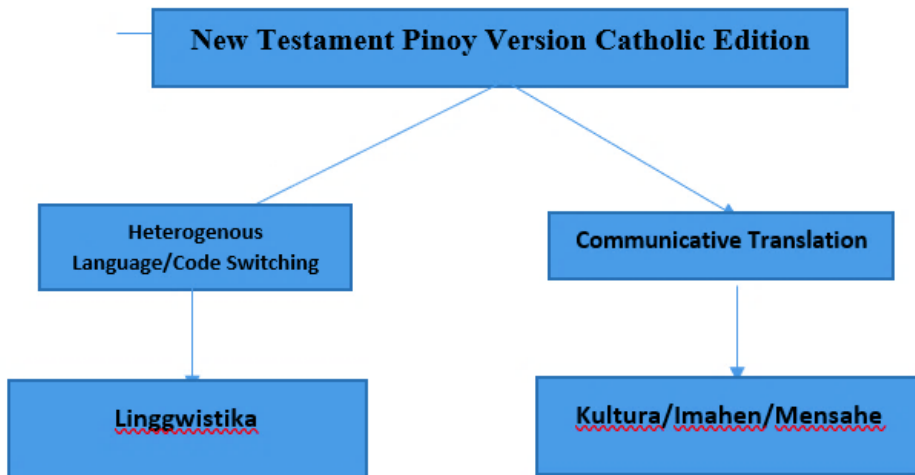 New Testament Pinoy Version Catholic Edition
Heterogenous
Language/Code Switching
Communicative Translation
Linggwistika
Kultura/Imahen/Mensahe